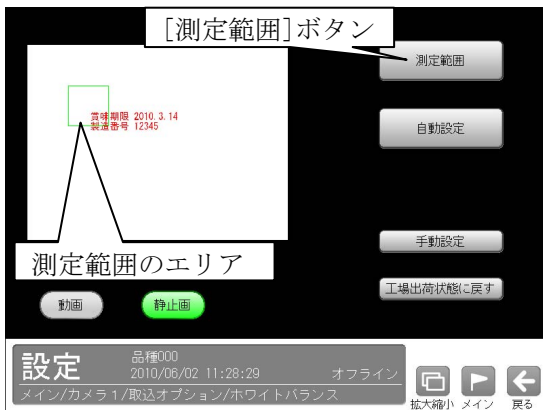 [測定範囲]ボタン
測定範囲
賞味期限 2010.3.14
製造番号 12345
自動設定
測定範囲のエリア
手動設定
工場出荷状態に戻す
動画
静止画
設定
品種000
2010/06/02 11:28:29
オフライン
メイン/カメラ1/取込オプション/ホワイトバランス
拡大縮小
メイン
戻る